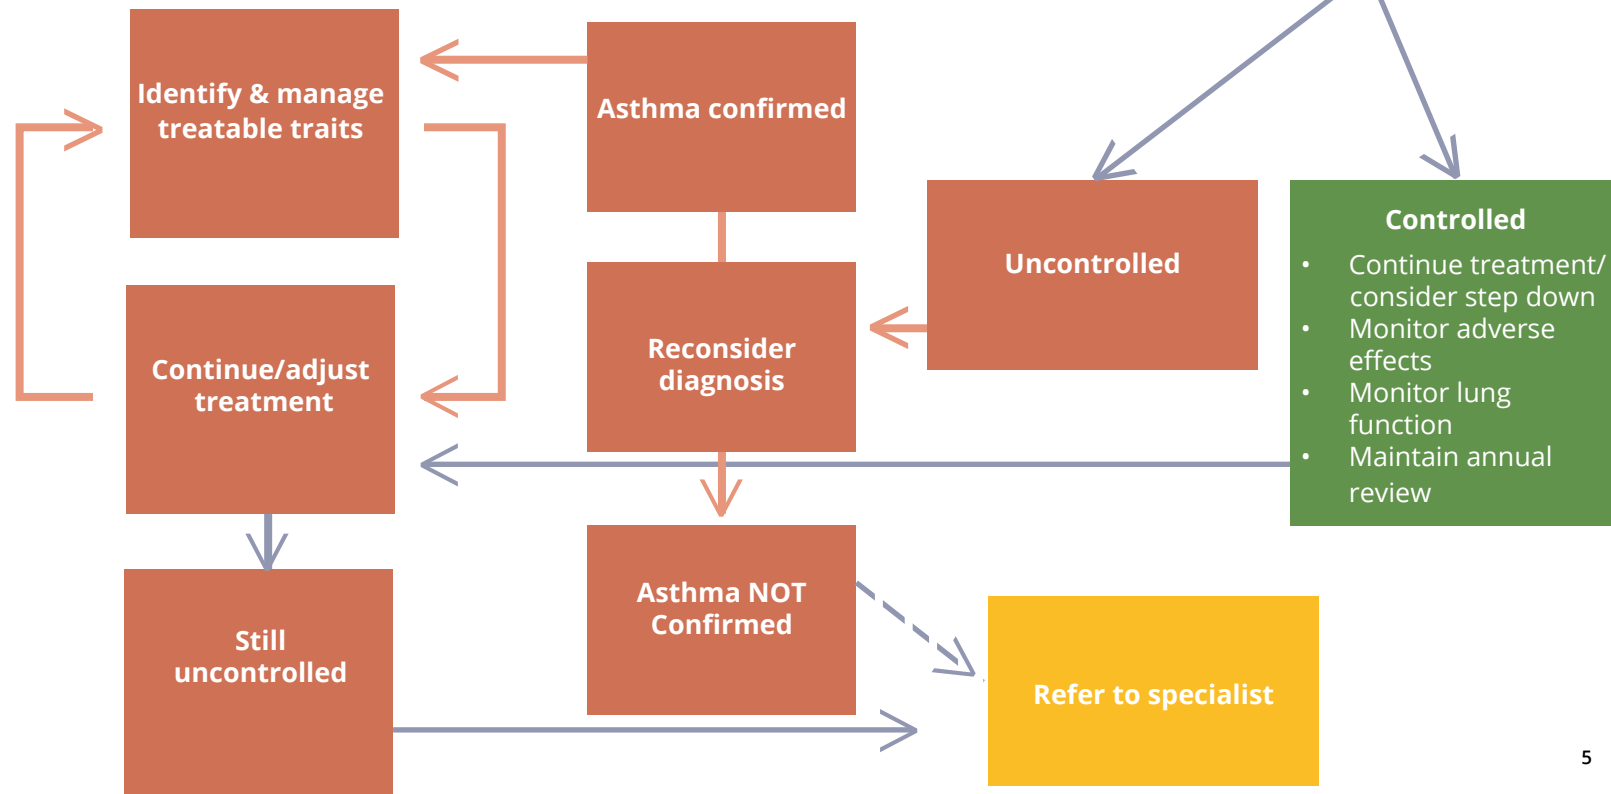 Identify & manage
treatable traits
Asthma confirmed
Uncontrolled
Controlled
• Continue treatment/
consider step down
• Monitor adverse
effects
• Monitor lung
function
• Maintain annual
review
Reconsider
diagnosis
Continue/adjust
treatment
Asthma NOT
Confirmed
Still
uncontrolled
Refer to specialist
5